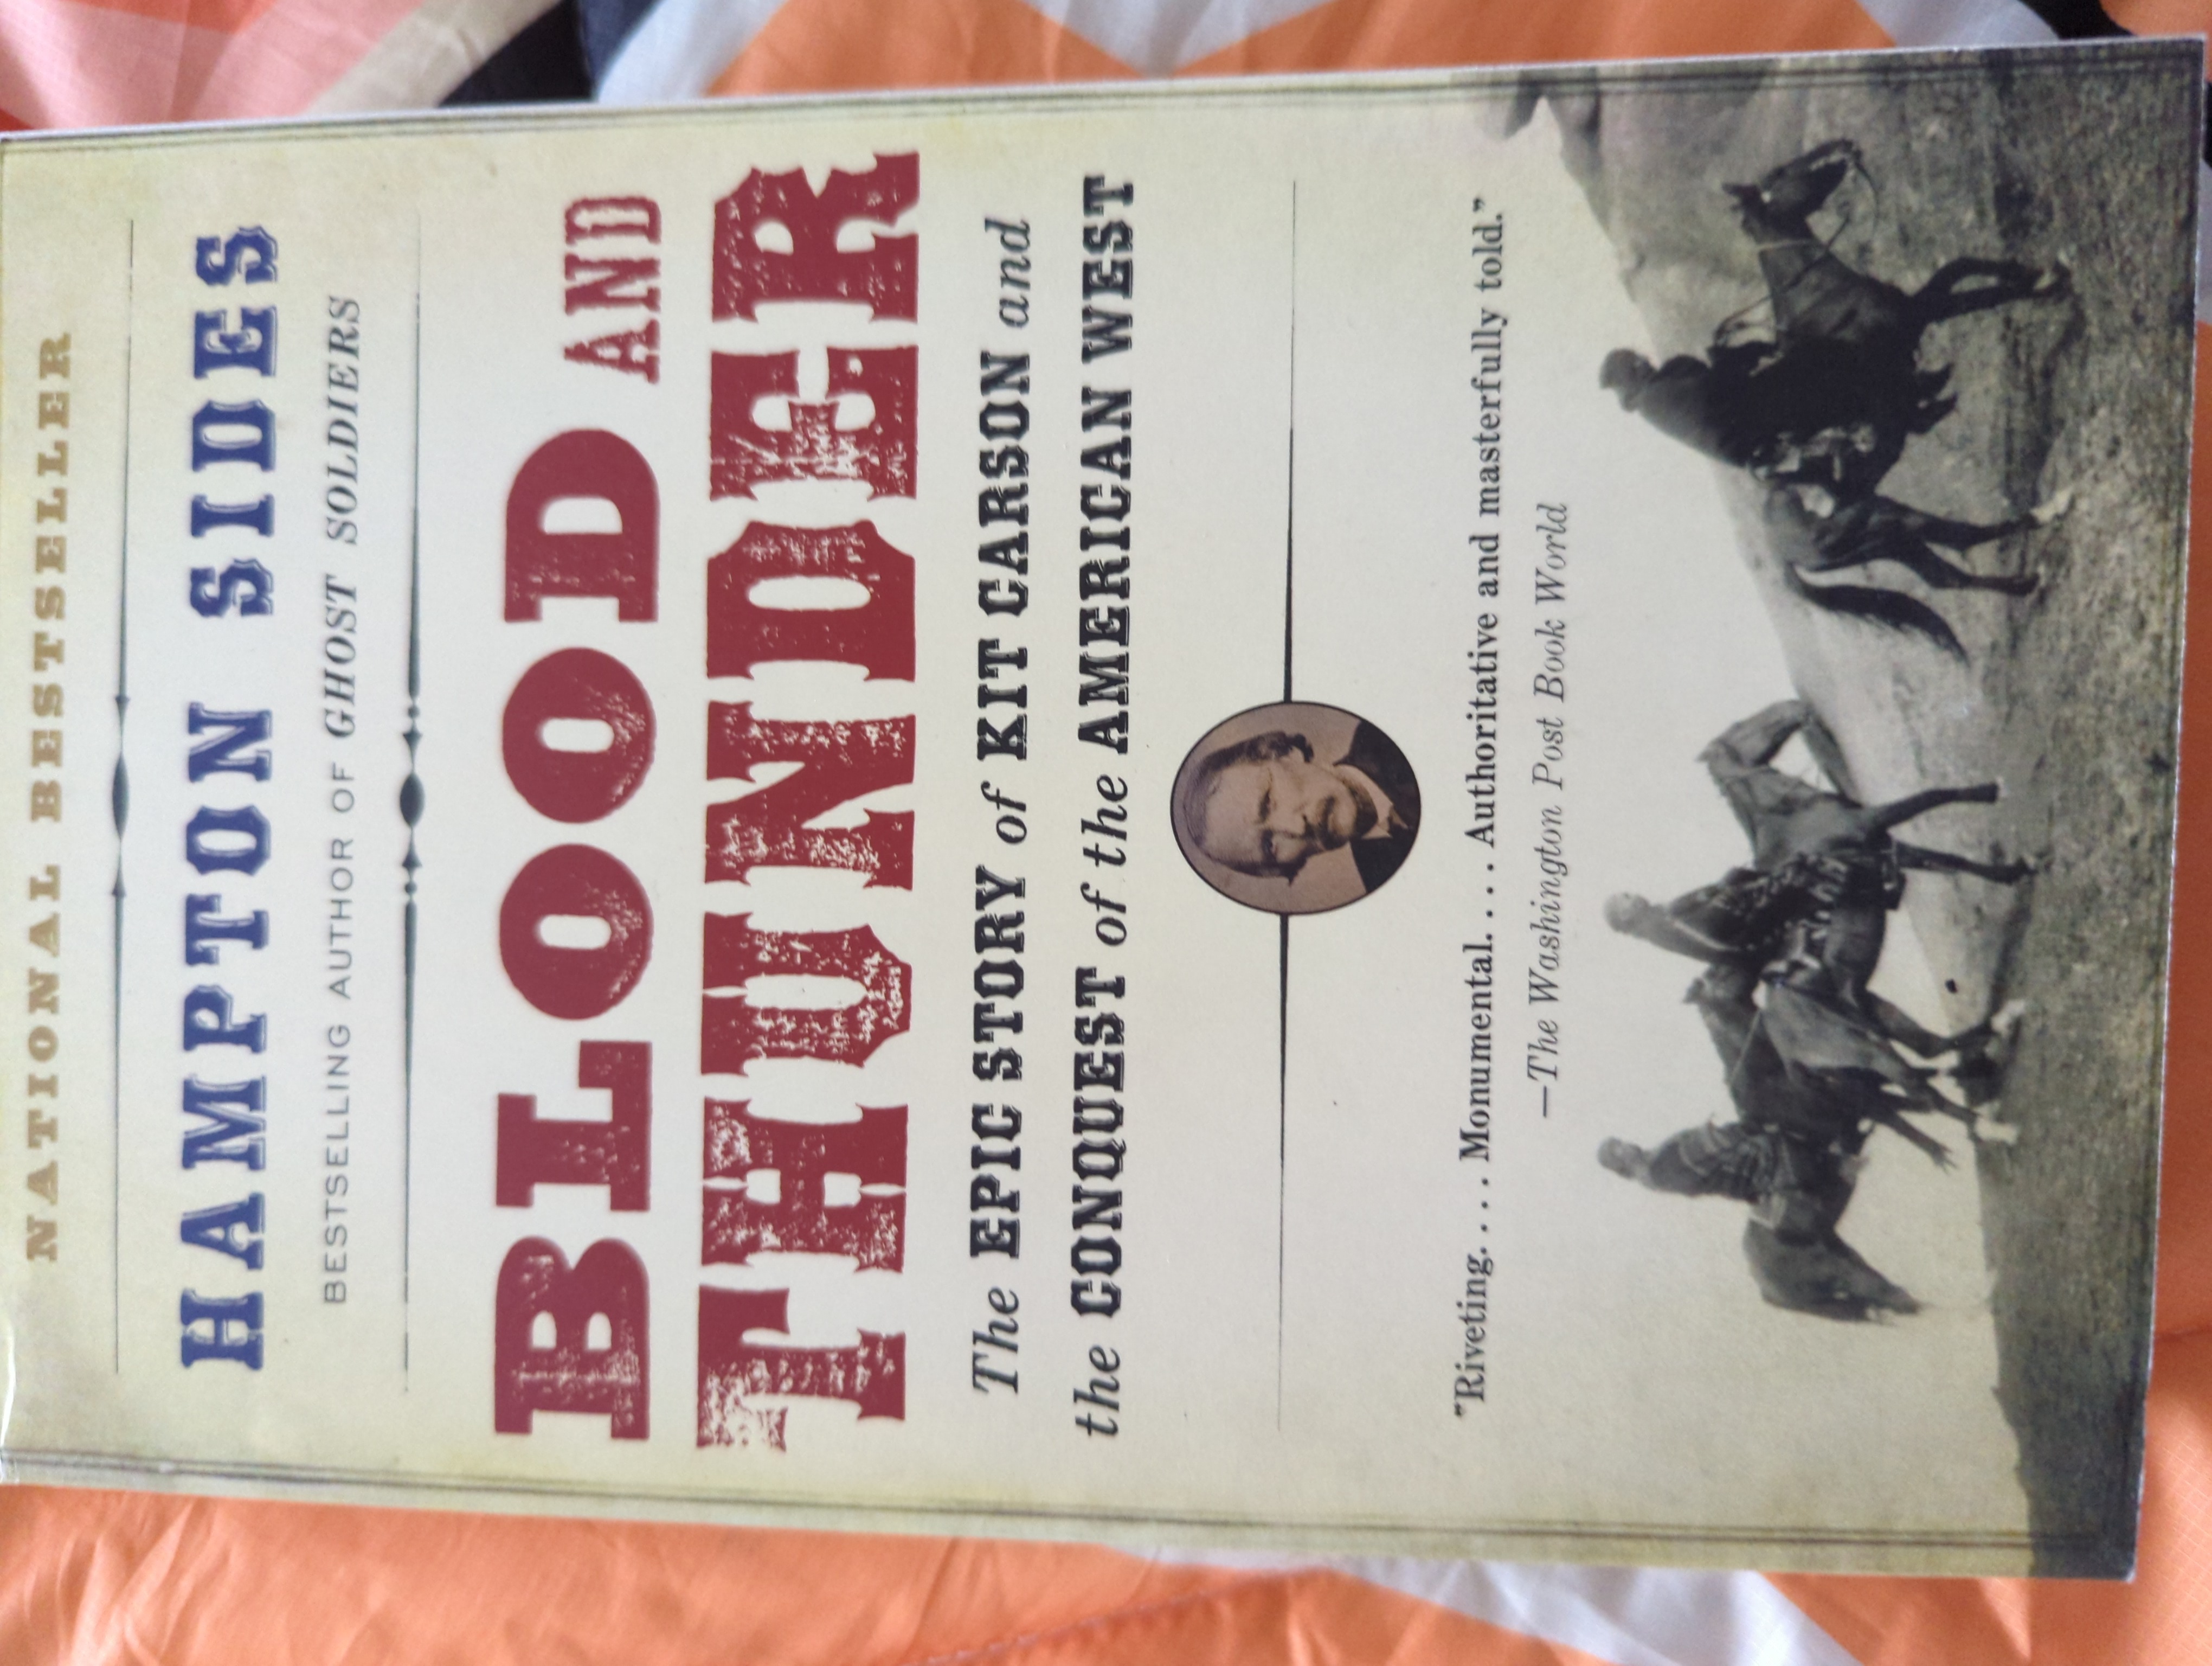 NATIONAL BESTSELLER
HAMPTON SIDES
BESTSELLING AUTHOR OF GHOST SOLDIERS
BLOOD AND
THUNDER
The EPIC STORY of KIT CARSON and
the CONQUEST of the AMERICAN WEST
"Riveting. . . . Monumental. . . . Authoritative and masterfully told."
—The Washington Post Book World